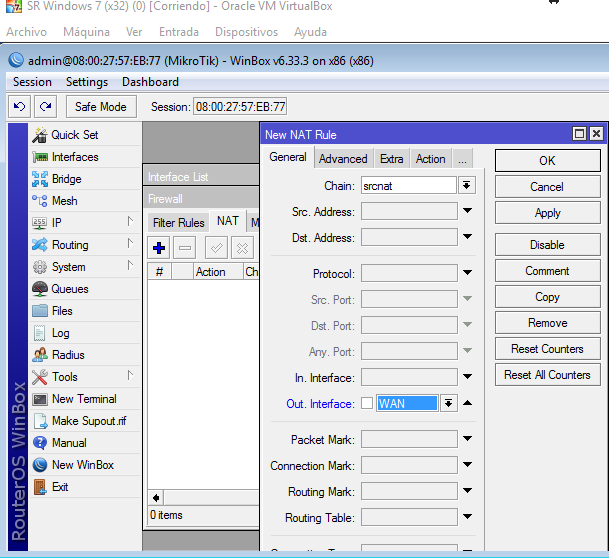 SR Windows 7 (x32) (0) [Corriendo] - Oracle VM VirtualBox
Archivo Máquina Ver Entrada Dispositivos Ayuda
admin@08:00:27:57:EB:77 (MikroTik) - WinBox v6.33.3 on x86 (x86)
Session Settings Dashboard
Safe Mode Session: 08:00:27:57:EB:77
Quick Set
Interfaces
Bridge
Mesh
IP
Routing
System
Queues
Files
Log
Radius
Tools
New Terminal
Make Supout.rif
Manual
New WinBox
Exit
RouterOS WinBox
Interface List
Firewall
Filter Rules NAT M
# Action Ch
0 items
New NAT Rule
General Advanced Extra Action ...
Chain: srcnat
Src. Address:
Dst. Address:
Protocol:
Src. Port:
Dst. Port:
Any. Port:
In. Interface:
Out. Interface: WAN
Packet Mark:
Connection Mark:
Routing Mark:
Routing Table:
OK
Cancel
Apply
Disable
Comment
Copy
Remove
Reset Counters
Reset All Counters